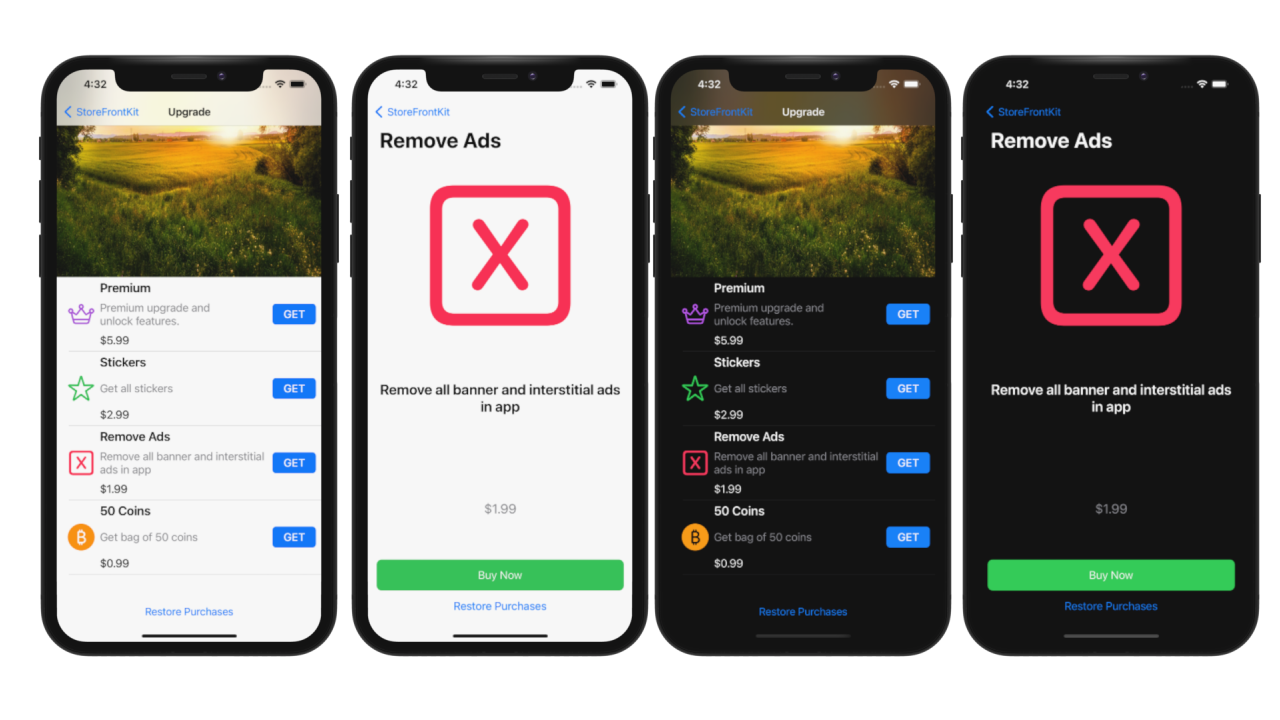 4:32
StoreFrontKit
Upgrade
Premium
Premium upgrade and
unlock features.
GET
$5.99
Stickers
Get all stickers
GET
$2.99
Remove Ads
X
Remove all banner and interstitial
ads in app
GET
$1.99
50 Coins
B
Get bag of 50 coins
GET
$0.99
Restore Purchases
4:32
StoreFrontKit
Remove Ads
X
Remove all banner and interstitial ads
in app
$1.99
Buy Now
Restore Purchases
4:32
StoreFrontKit
Upgrade
Premium
Premium upgrade and
unlock features.
GET
$5.99
Stickers
Get all stickers
GET
$2.99
Remove Ads
X
Remove all banner and interstitial
ads in app
GET
$1.99
50 Coins
B
Get bag of 50 coins
GET
$0.99
Restore Purchases
4:32
StoreFrontKit
Remove Ads
X
Remove all banner and interstitial ads
in app
$1.99
Buy Now
Restore Purchases